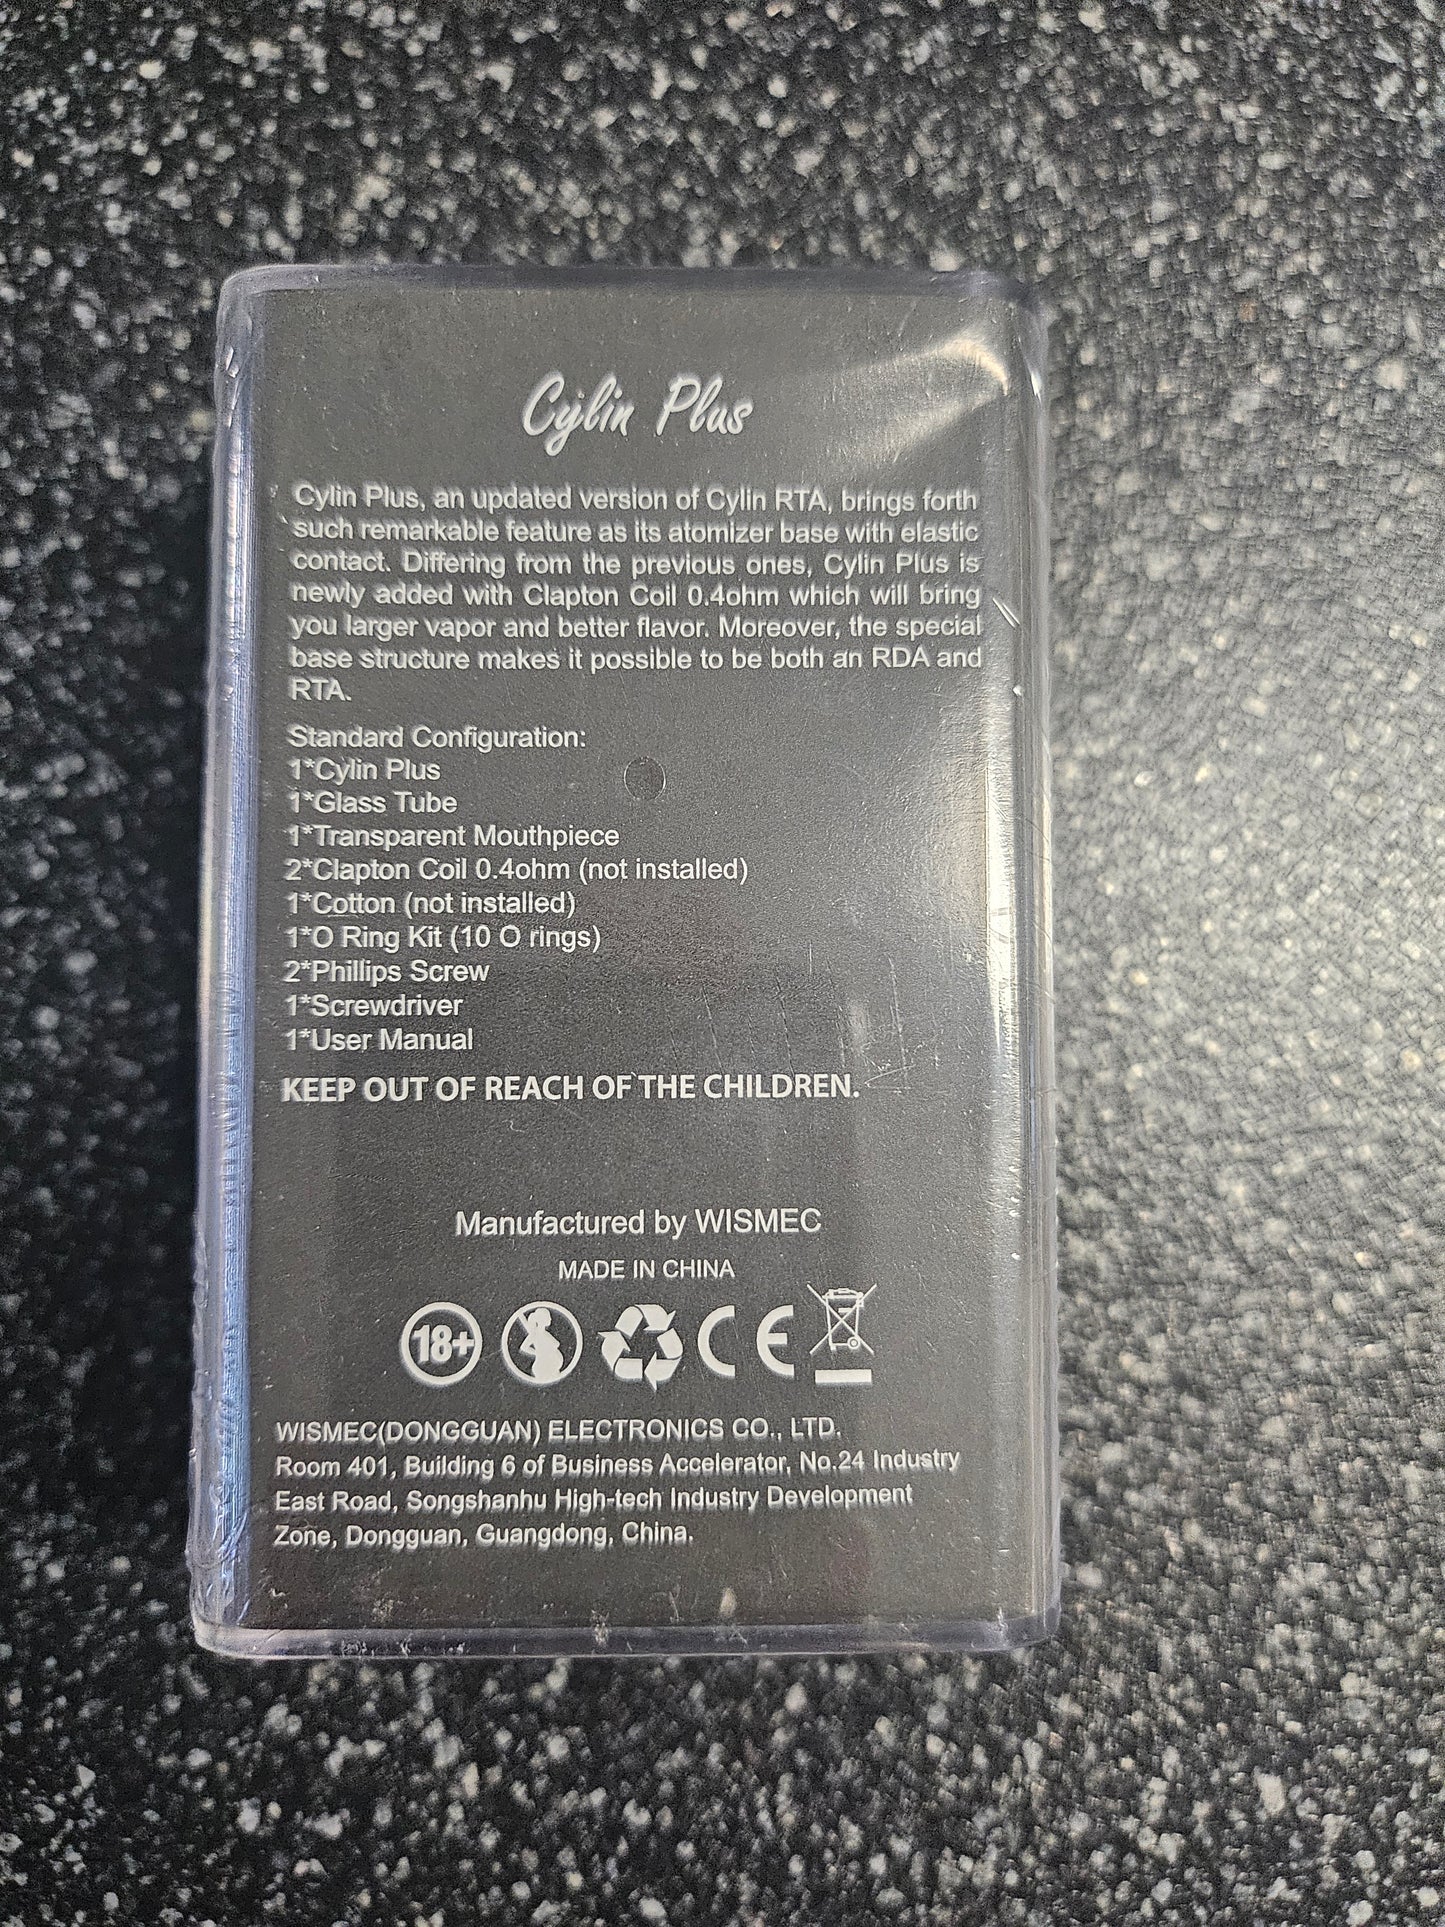 Cylin Plus
Cylin Plus, an updated version of Cylin RTA, brings forth
such remarkable feature as its atomizer base with elastic
contact. Differing from the previous ones, Cylin Plus is
newly added with Clapton Coil 0.4ohm which will bring
you larger vapor and better flavor. Moreover, the special
base structure makes it possible to be both an RDA and
RTA.
Standard Configuration:
1*Cylin Plus
1*Glass Tube
1*Transparent Mouthpiece
2*Clapton Coil 0.4ohm (not installed)
1*Cotton (not installed)
1*O Ring Kit (10 O rings)
2*Phillips Screw
1*Screwdriver
1*User Manual
KEEP OUT OF REACH OF THE CHILDREN.
Manufactured by WISMEC
MADE IN CHINA
18+ CE
WISMEC(DONGGUAN) ELECTRONICS CO., LTD.
Room 401, Building 6 of Business Accelerator, No.24 Industry
East Road, Songshanhu High-tech Industry Development
Zone, Dongguan, Guangdong, China.